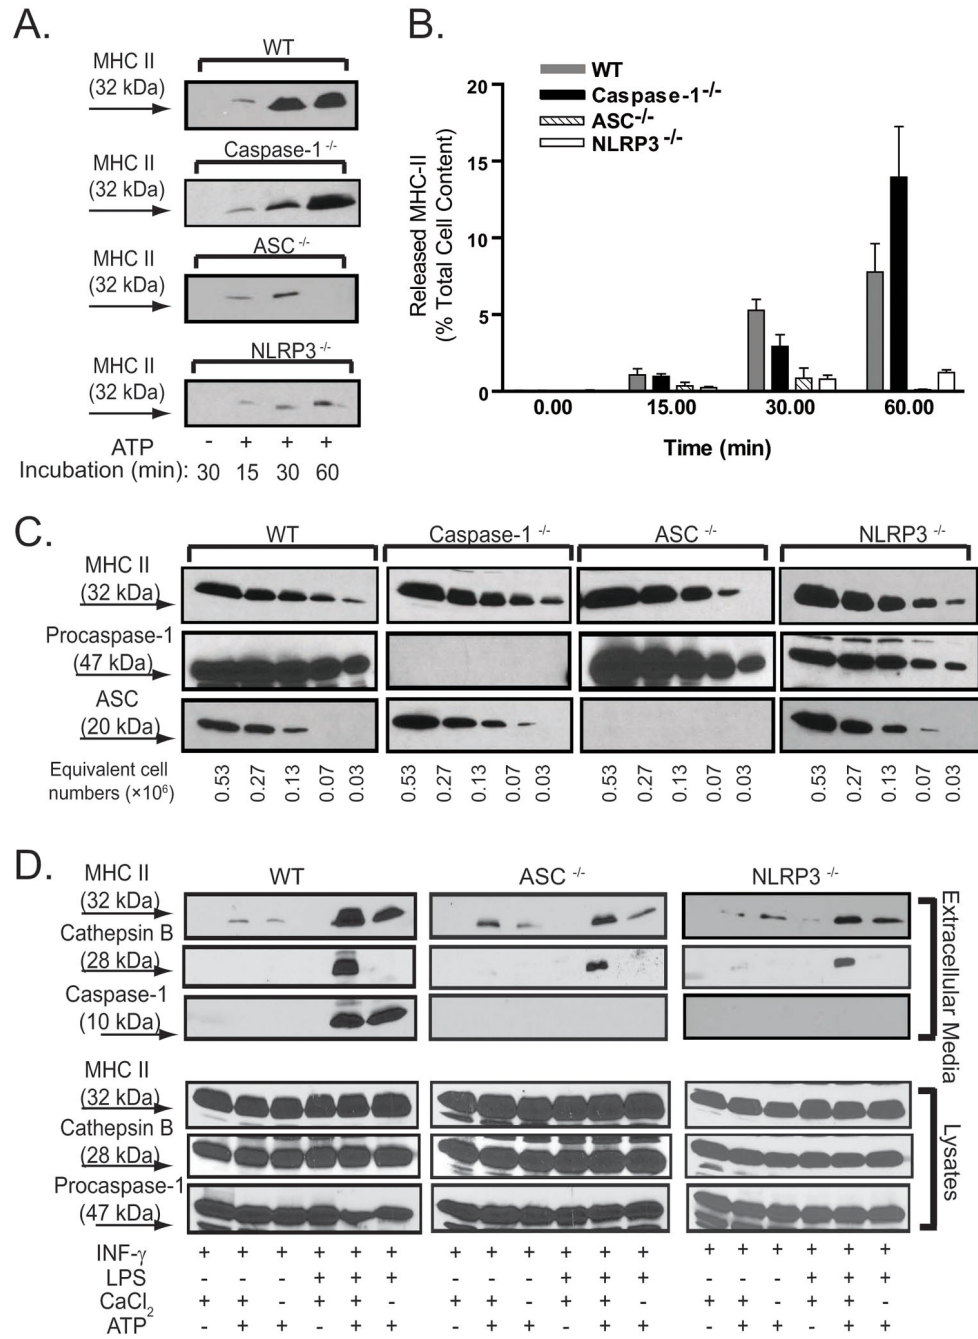 A.
WT
MHC II
(32 kDa)
Caspase-1 -/-
MHC II
(32 kDa)
ASC -/-
MHC II
(32 kDa)
NLRP3 -/-
MHC II
(32 kDa)
ATP - + + +
Incubation (min): 30 15 30 60
B.
WT
Caspase-1-/-
ASC-/-
NLRP3 -/-
Released MHC-II
(% Total Cell Content)
20
15
10
5
0
0.00 15.00 30.00 60.00
Time (min)
C.
WT Caspase-1 -/- ASC -/- NLRP3 -/-
MHC II
(32 kDa)
Procaspase-1
(47 kDa)
ASC
(20 kDa)
Equivalent cell
numbers (×10⁶)
0.53 0.27 0.13 0.07 0.03 0.53 0.27 0.13 0.07 0.03 0.53 0.27 0.13 0.07 0.03 0.53 0.27 0.13 0.07 0.03
D.
WT ASC -/- NLRP3 -/-
MHC II
(32 kDa)
Cathepsin B
(28 kDa)
Caspase-1
(10 kDa)
Extracellular Media
MHC II
(32 kDa)
Cathepsin B
(28 kDa)
Procaspase-1
(47 kDa)
Lysates
INF-γ + + + + + + + + + + + + + + + + + +
LPS - - - + + + - - - + + + - - - + + +
CaCl₂ + + - + + - + + - + + - + + - + + -
ATP - + + - + + - + + - + + - + + - + +